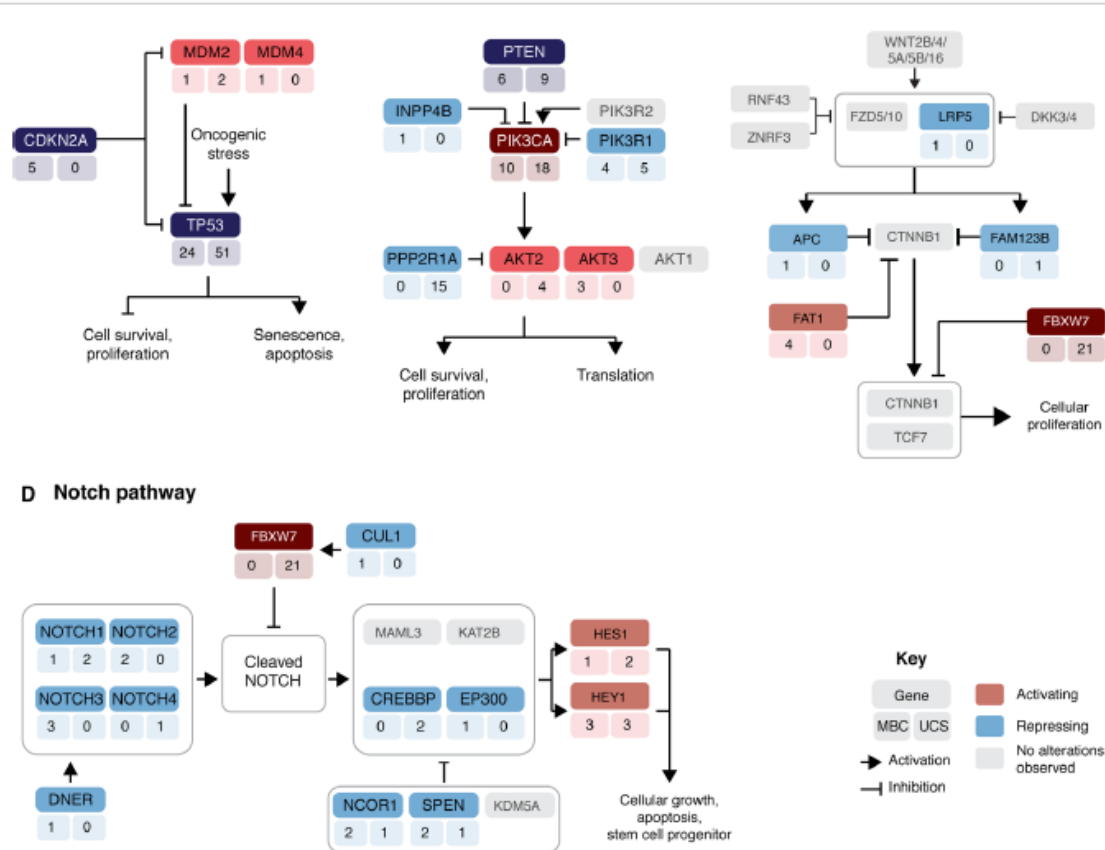 MDM2 MDM4
1 2 1 0
CDKN2A
5 0
Oncogenic
stress
TP53
24 51
Cell survival,
proliferation
Senescence,
apoptosis
PTEN
6 9
INPP4B
1 0
PIK3R2
PIK3CA
10 18
PIK3R1
4 5
PPP2R1A
0 15
AKT2 AKT3 AKT1
0 4 3 0
Cell survival,
proliferation
Translation
WNT2B/4/
5A/5B/16
RNF43
ZNRF3
FZD5/10
LRP5
1 0
DKK3/4
APC
1 0
CTNNB1
FAM123B
0 1
FAT1
4 0
FBXW7
0 21
CTNNB1
TCF7
Cellular
proliferation
D Notch pathway
FBXW7
0 21
CUL1
1 0
NOTCH1 NOTCH2
1 2 2 0
NOTCH3 NOTCH4
3 0 0 1
DNER
1 0
Cleaved
NOTCH
MAML3 KAT2B
CREBBP EP300
0 2 1 0
NCOR1 SPEN KDM5A
2 1 2 1
HES1
1 2
HEY1
3 3
Cellular growth,
apoptosis,
stem cell progenitor
Key
Gene
MBC UCS
Activation
Inhibition
Activating
Repressing
No alterations
observed